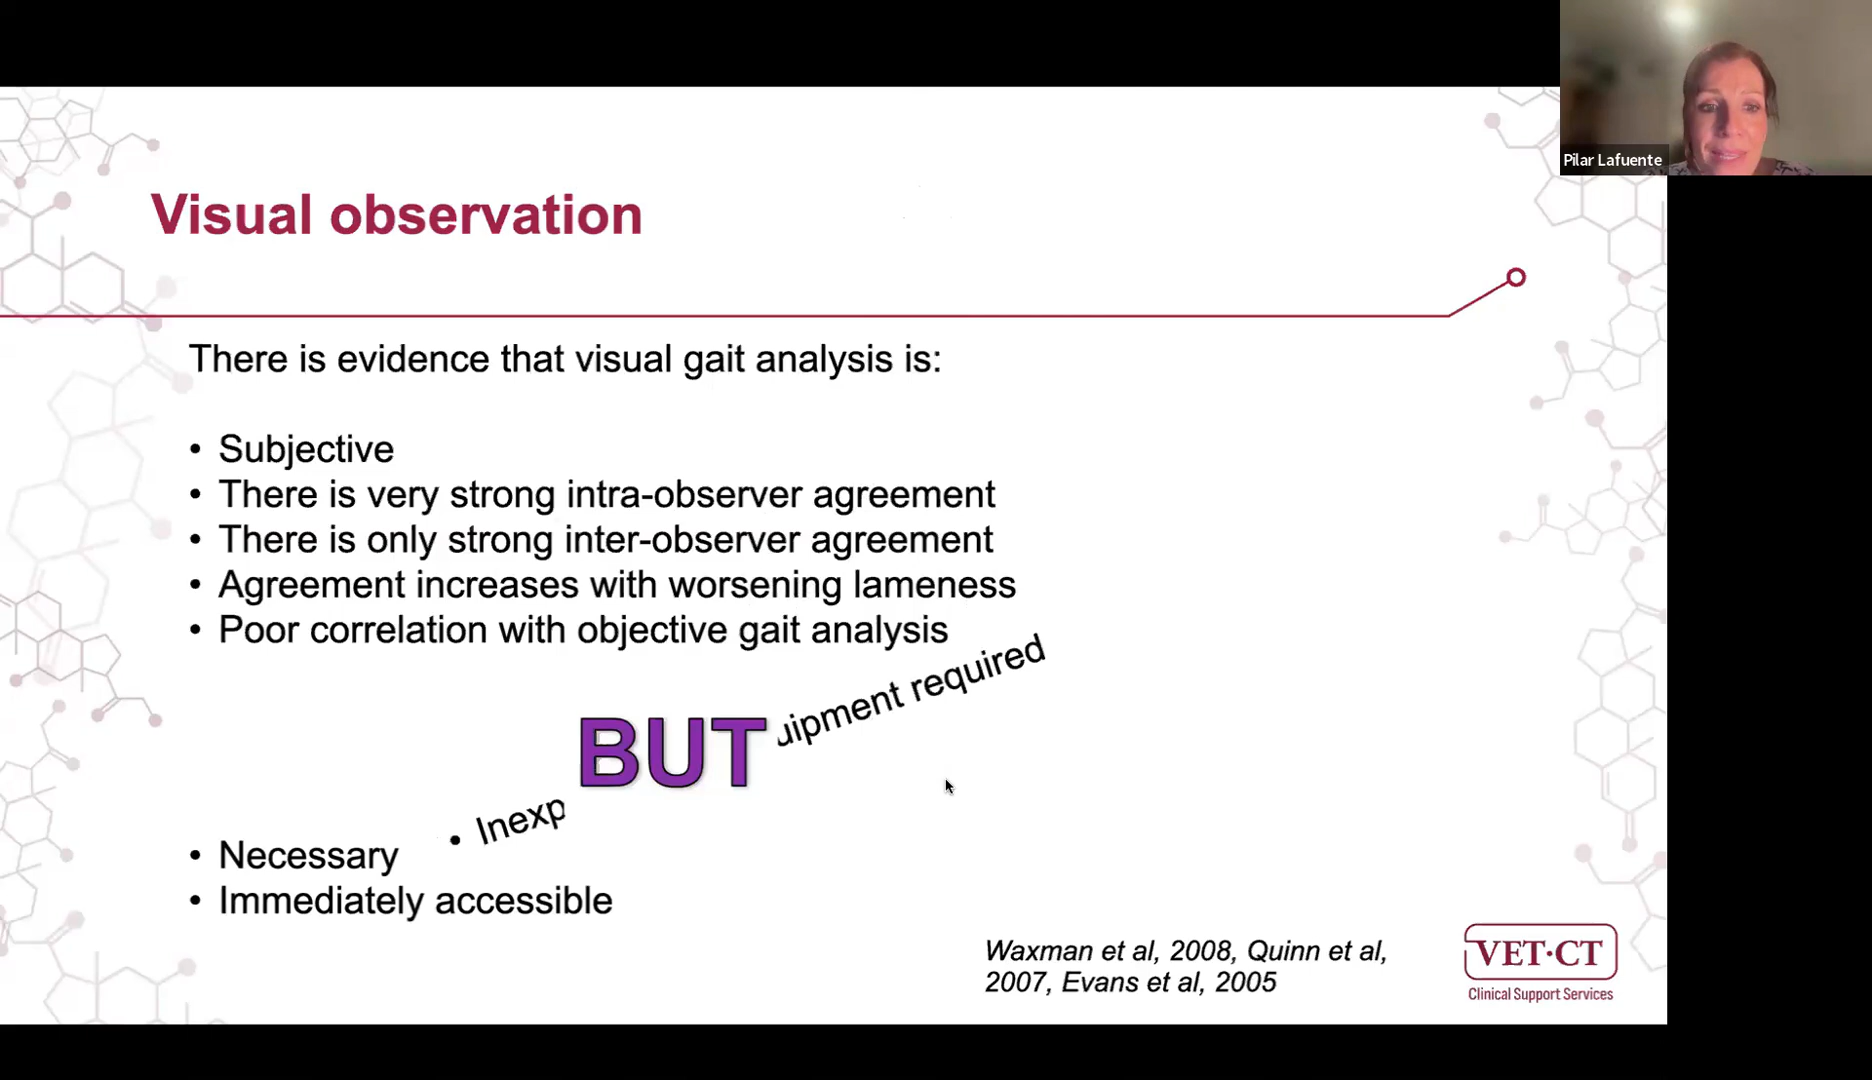 Pilar Lafuente
Visual observation
There is evidence that visual gait analysis is:
• Subjective
• There is very strong intra-observer agreement
• There is only strong inter-observer agreement
• Agreement increases with worsening lameness
• Poor correlation with objective gait analysis
BUT
• required
• Necessary
• Immediately accessible
Waxman et al, 2008, Quinn et al,
2007, Evans et al, 2005
VET·CT
Clinical Support Services